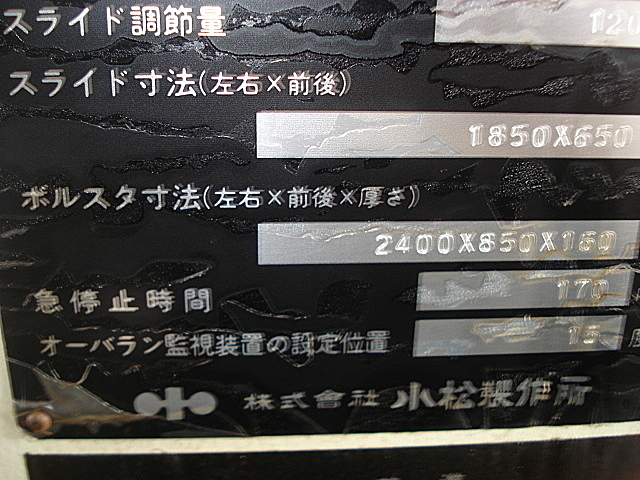 スライド調節量 120
スライド寸法(左右×前後)
1850X650
ボルスタ寸法(左右×前後×厚さ)
2400X850X180
急停止時間 170
オーバラン監視装置の設定位置 15
株式會社 小松製作所